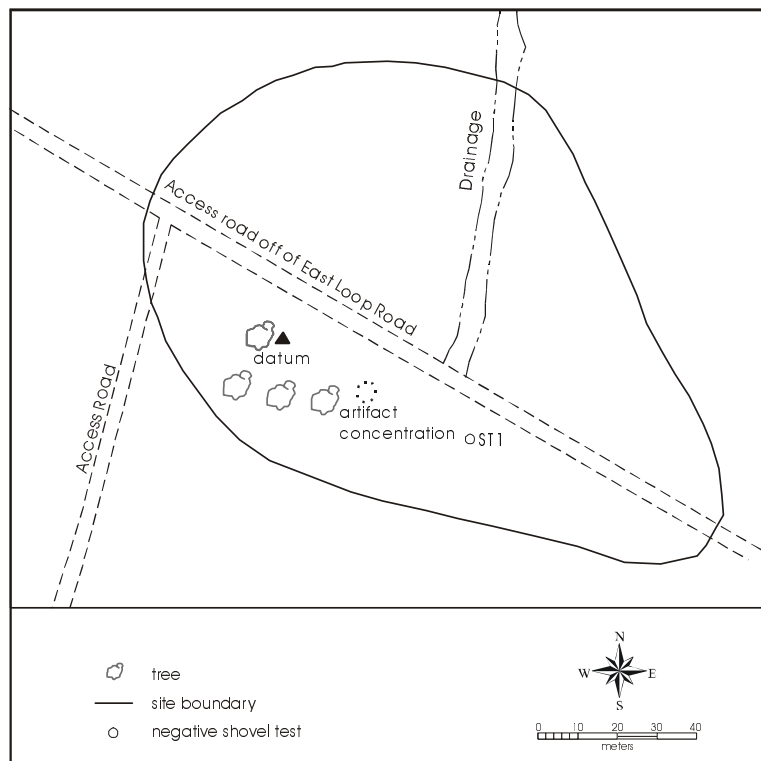 Drainage
Access road off of East Loop Road
datum
Access Road
artifact
concentration
ST1
tree
site boundary
negative shovel test
N
W E
S
0 10 20 30 40
meters